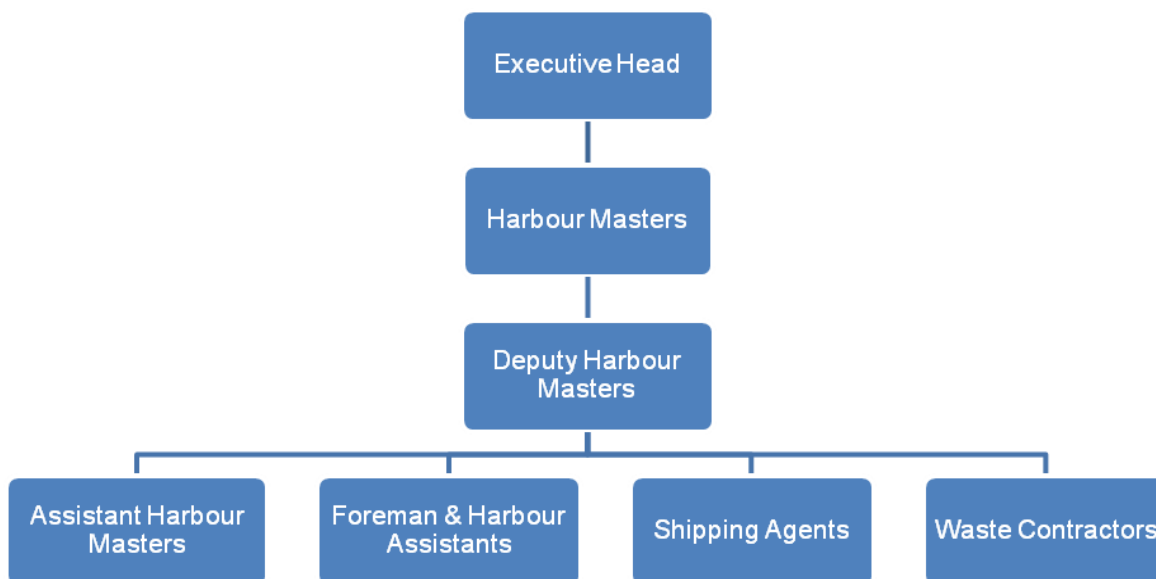 Executive Head
Harbour Masters
Deputy Harbour
Masters
Assistant Harbour
Masters
Foreman & Harbour
Assistants
Shipping Agents
Waste Contractors